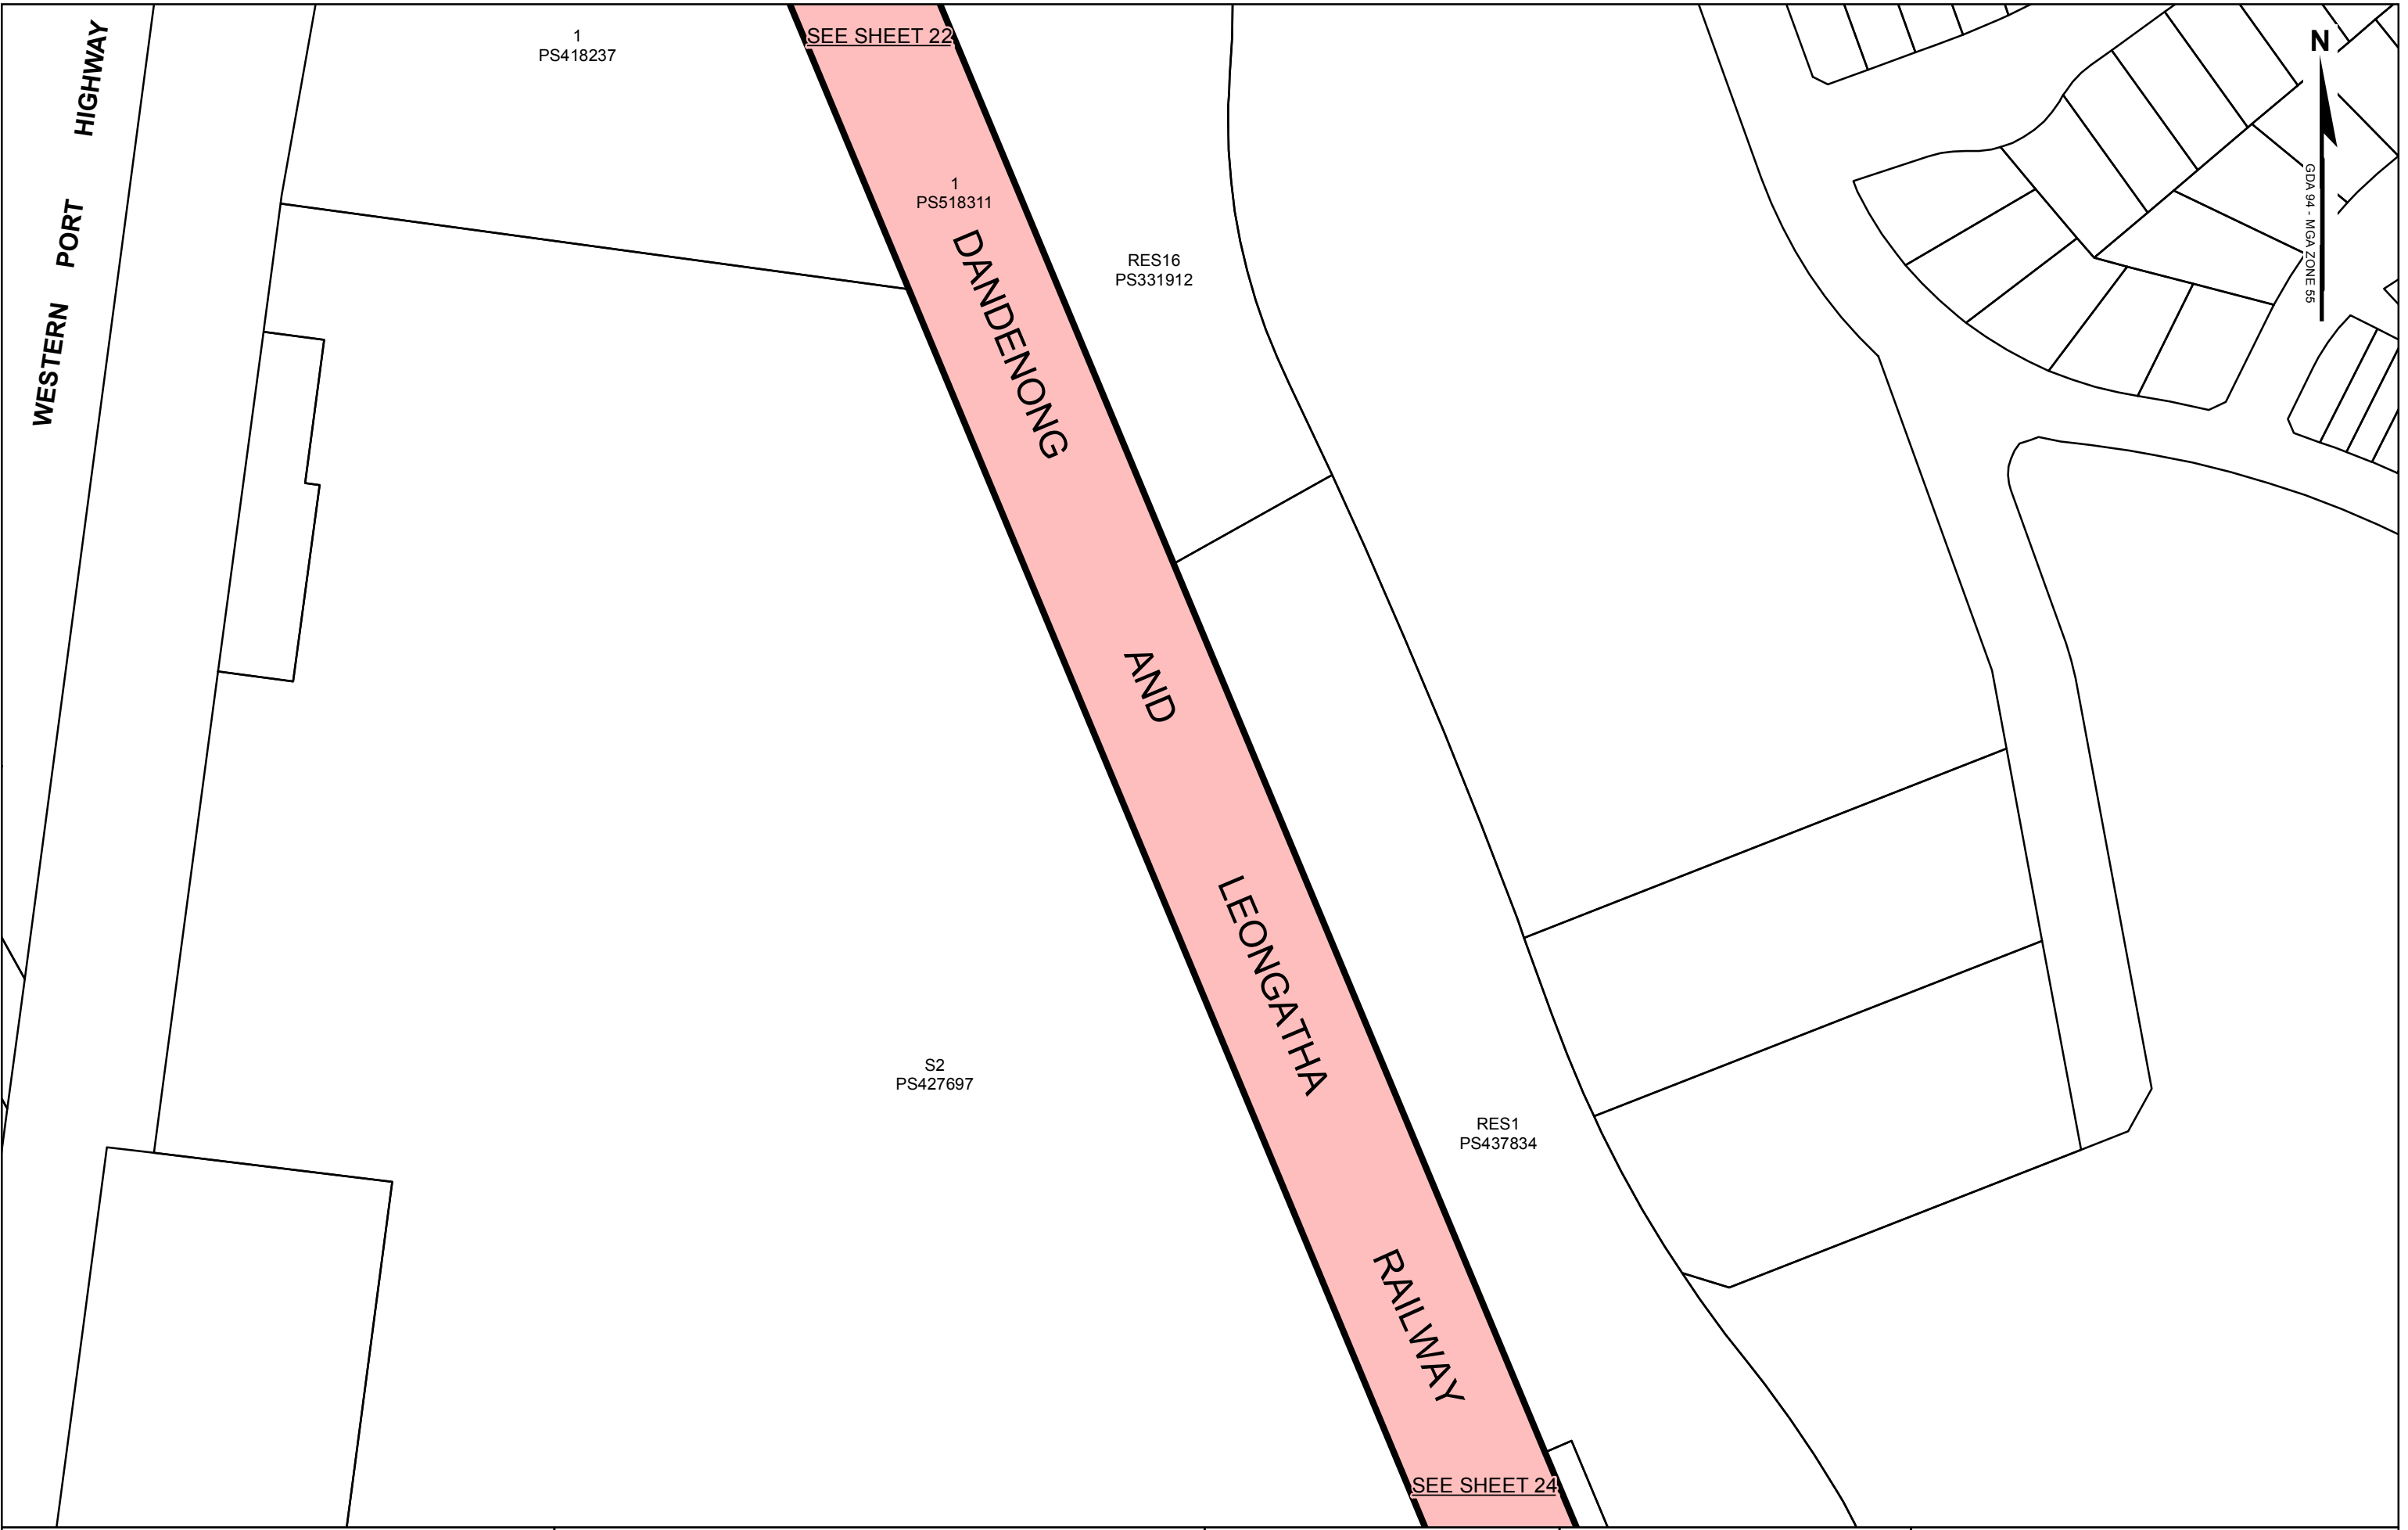 SEE SHEET 22
1
PS418237
HIGHWAY
PORT
WESTERN
N
GDA 94 - MGA ZONE 55
1
PS518311
DANDENONG
RES16
PS331912
AND
LEONGATHA
S2
PS427697
RES1
PS437834
RAILWAY
SEE SHEET 24